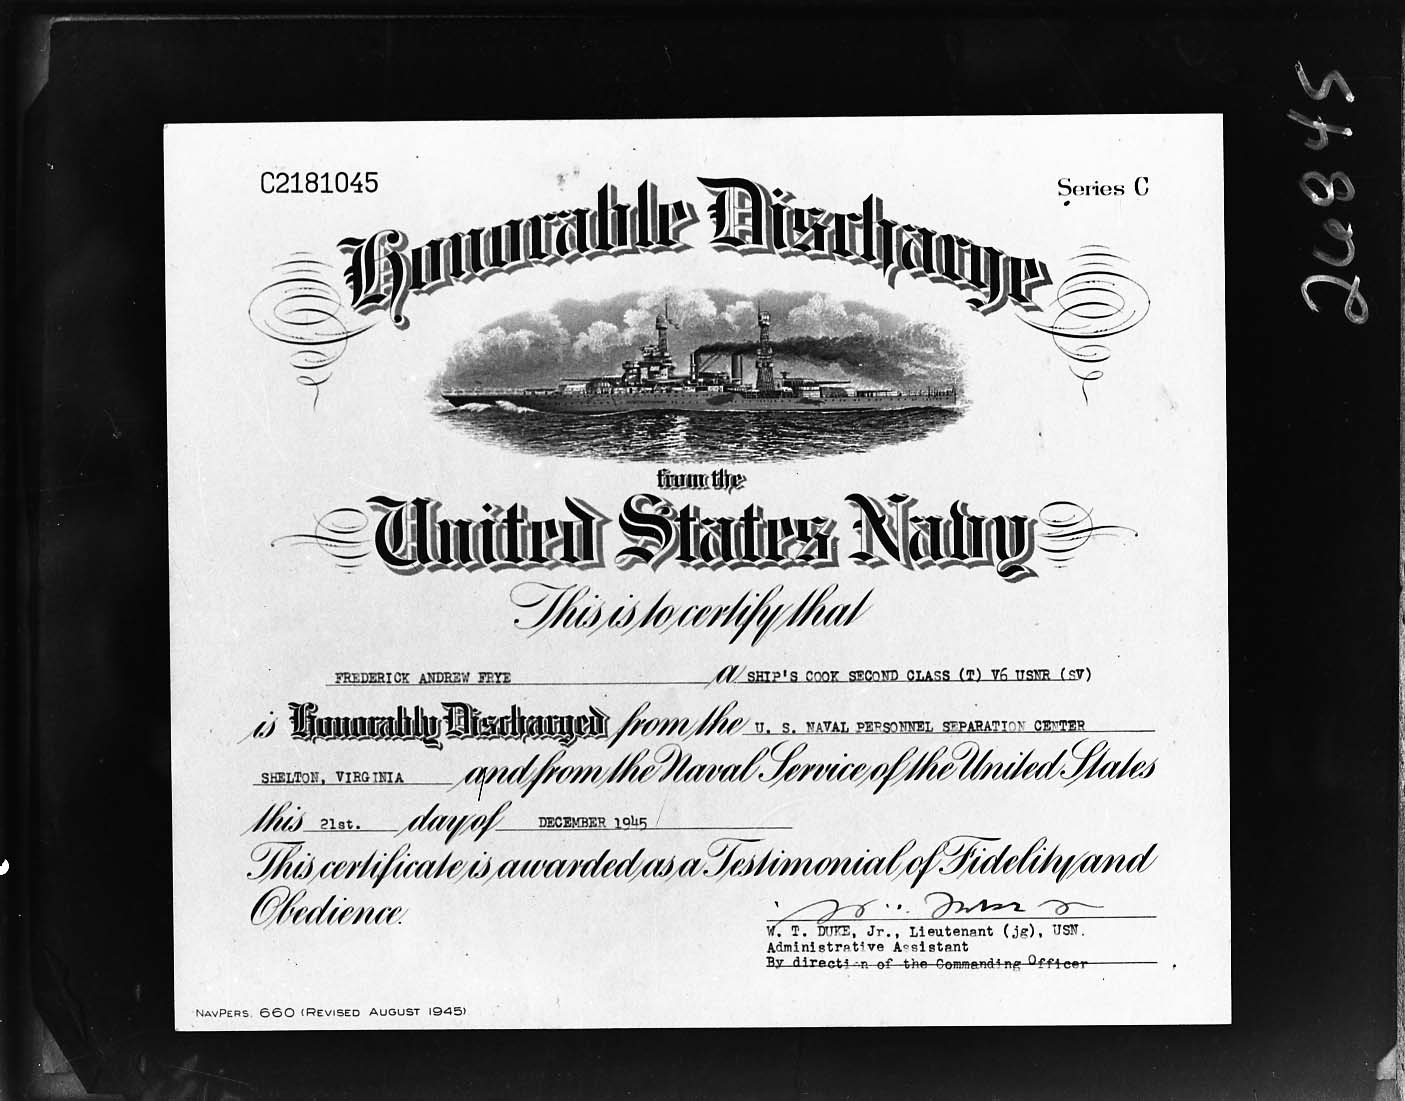 C2181045
Series C
26845
Honorable Discharge
from the
United States Navy
This is to certify that
FREDERICK ANDREW FRYE a SHIP'S COOK SECOND CLASS (T) V6 USNR (SV)
is Honorably Discharged from the U. S. NAVAL PERSONNEL SEPARATION CENTER
SHELTON, VIRGINIA and from the Naval Service of the United States
this 21st. day of DECEMBER 1945
This certificate is awarded as a Testimonial of Fidelity and
Obedience.
W. T. DUKE, Jr., Lieutenant (jg), USN.
Administrative Assistant
By direction of the Commanding Officer
NAVPERS. 660 (REVISED AUGUST 1945)